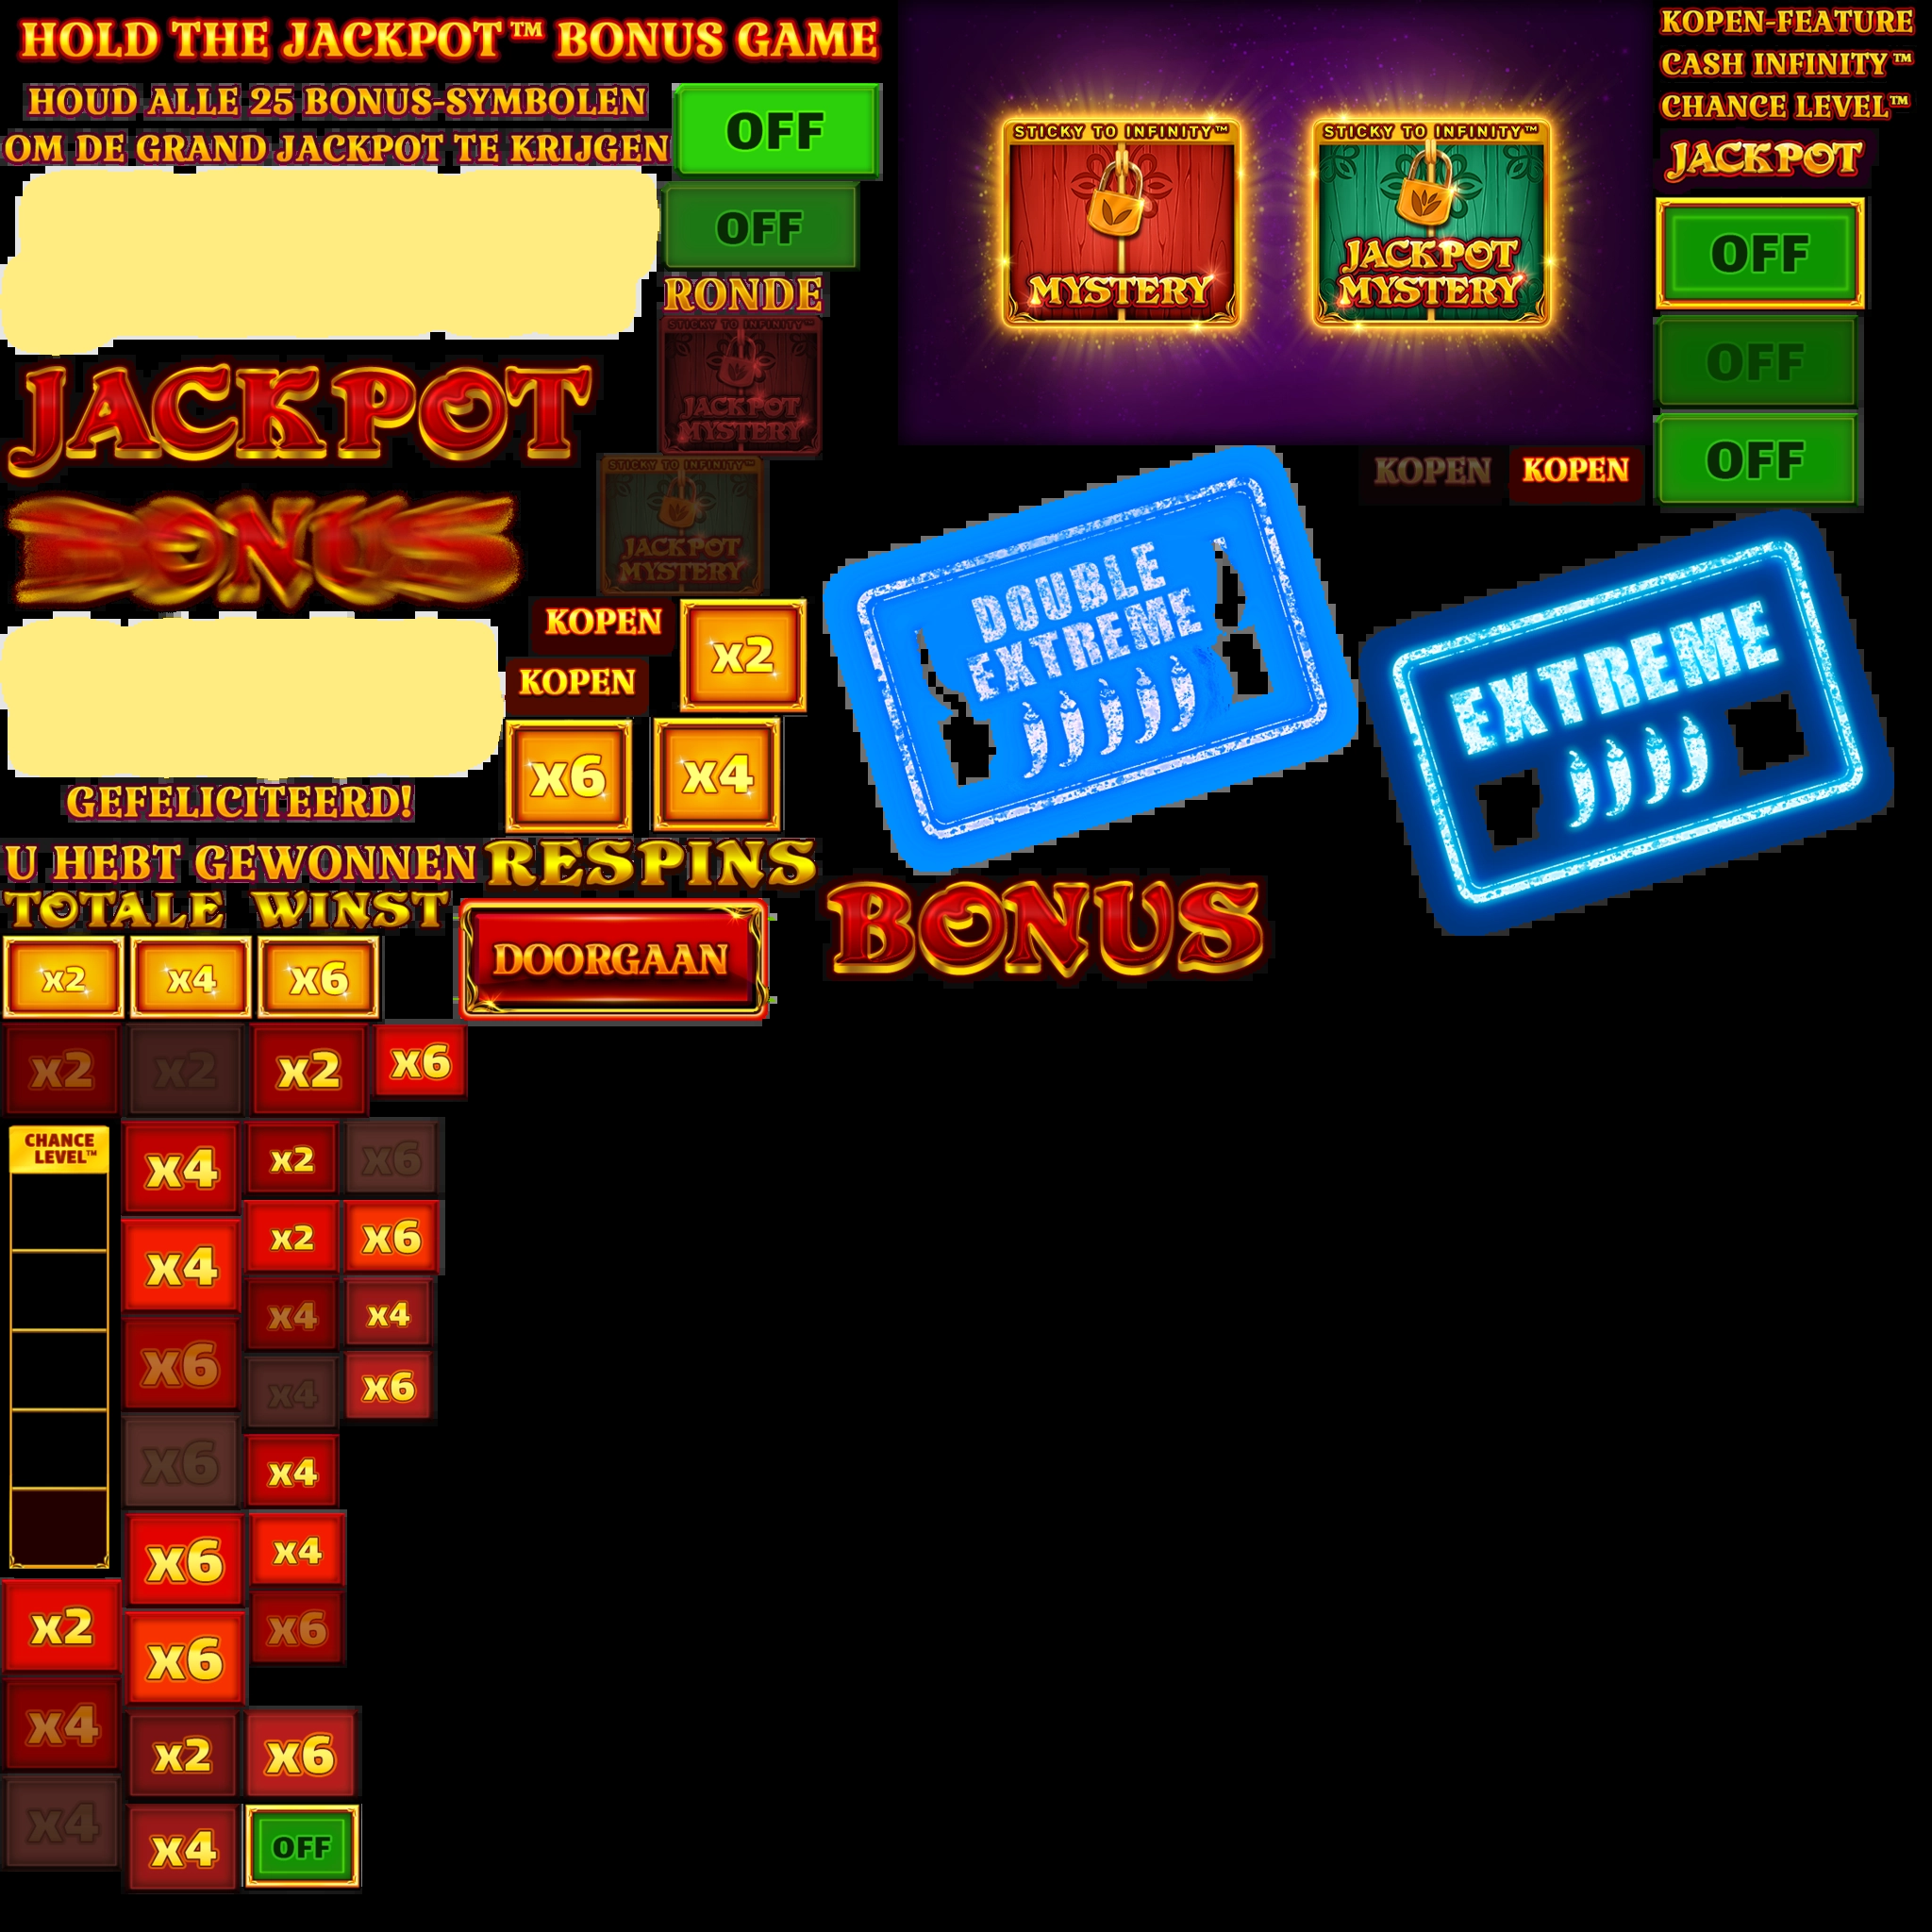 HOLD THE JACKPOT™ BONUS GAME
HOUD ALLE 25 BONUS-SYMBOLEN
OM DE GRAND JACKPOT TE KRIJGEN
OFF
OFF
RONDE
STICKY TO INFINITY™
JACKPOT
MYSTERY
JACKPOT
STICKY TO INFINITY™
JACKPOT
MYSTERY
BONUS
KOPEN
KOPEN
x2
x6
x4
GEFELICITEERD!
U HEBT GEWONNEN
RESPINS
TOTALE WINST
DOORGAAN
x2
x4
x6
x2
x2
x2
x6
CHANCE
LEVEL™
x4
x2
x6
x4
x2
x6
x4
x4
x6
x4
x6
x6
x4
x6
x4
x2
x6
x6
x4
x2
x6
x4
x4
OFF
STICKY TO INFINITY™
MYSTERY
STICKY TO INFINITY™
JACKPOT
MYSTERY
KOPEN-FEATURE
CASH INFINITY™
CHANCE LEVEL™
JACKPOT
OFF
OFF
OFF
KOPEN
KOPEN
DOUBLE
EXTREME
EXTREME
BONUS